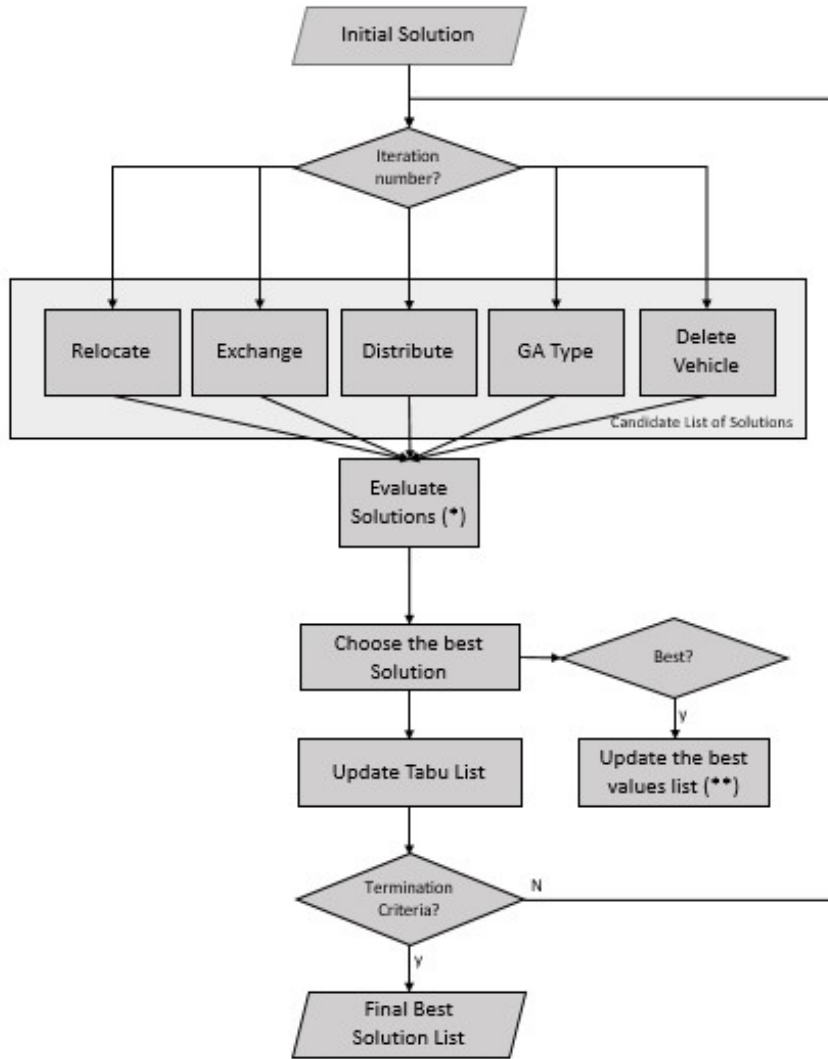 Initial Solution
Iteration
number?
Relocate
Exchange
Distribute
GA Type
Delete
Vehicle
Candidate List of Solutions
Evaluate
Solutions (*)
Choose the best
Solution
Best?
y
Update Tabu List
Update the best
values list (**)
Termination
Criteria?
N
y
Final Best
Solution List